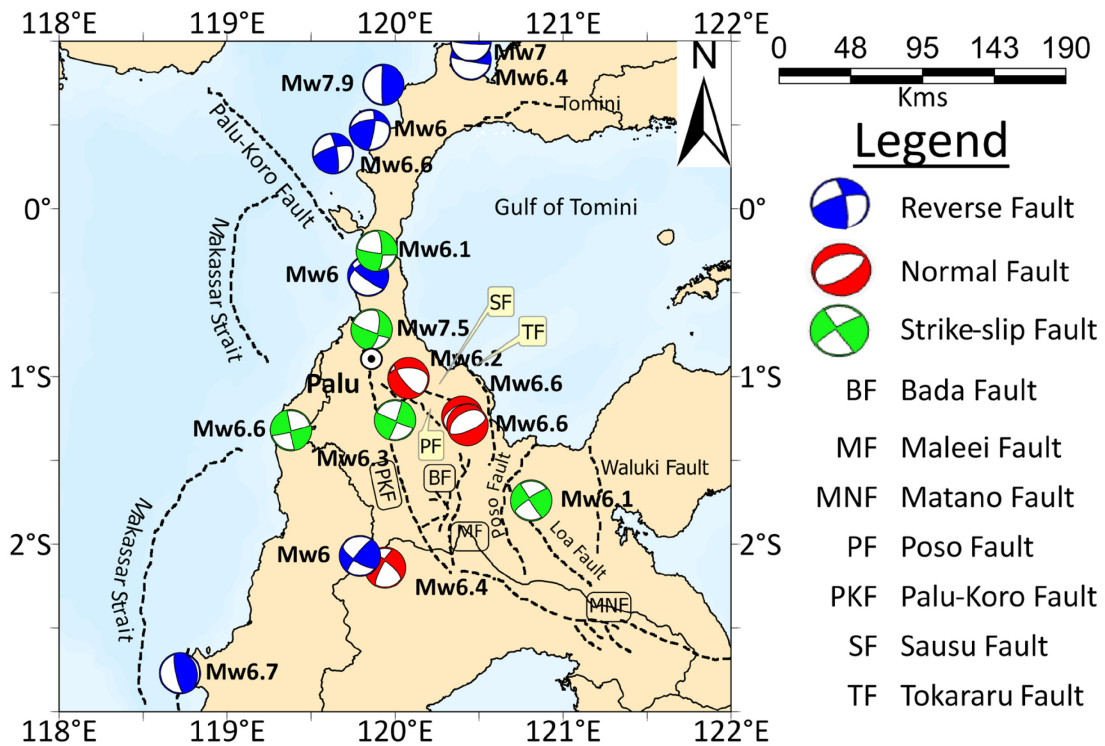 118°E 119°E 120°E 121°E 122°E
N
Mw7
Mw6.4
Mw7.9
Tomini
Mw6
Mw6.6
Palu-Koro Fault
0°
0°
Gulf of Tomini
Makassar Strait
Mw6.1
Mw6
SF
Mw7.5
TF
Mw6.2
1°S
1°S
Palu
Mw6.6
Mw6.6
Mw6.6
PF
Mw6.3
PKF
BF
Poso Fault
Waluki Fault
Mw6.1
Makassar Strait
MF
Loa Fault
2°S
2°S
Mw6
Mw6.4
MNF
Mw6.7
118°E 119°E 120°E 121°E 122°E
0 48 95 143 190
Kms
Legend
Reverse Fault
Normal Fault
Strike-slip Fault
BF Bada Fault
MF Maleei Fault
MNF Matano Fault
PF Poso Fault
PKF Palu-Koro Fault
SF Sausu Fault
TF Tokararu Fault